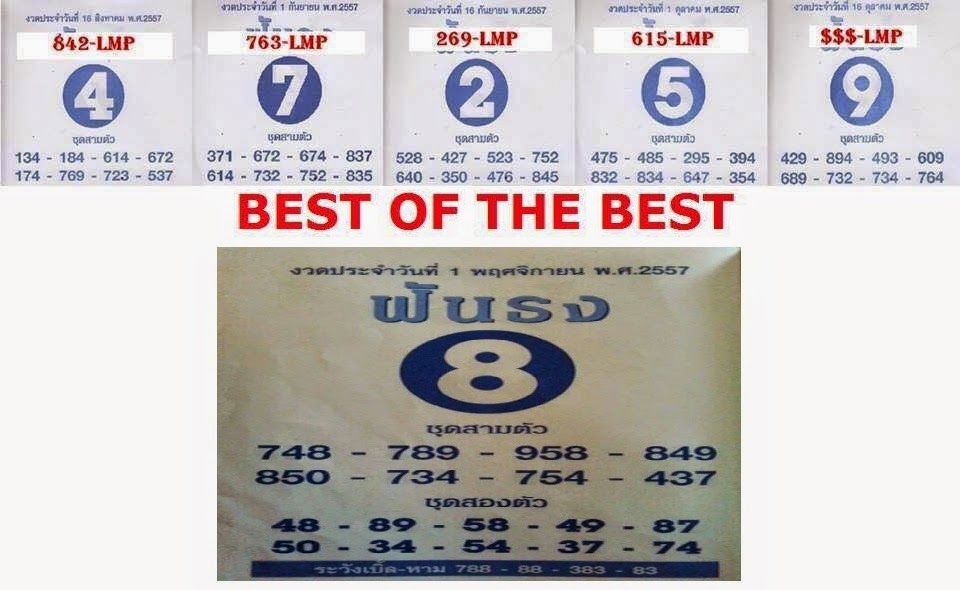 งวดประจำวันที่ 16 สิงหาคม พ.ศ.2557
842-LMP
4
ชุดสามตัว
134 - 184 - 614 - 672
174 - 769 - 723 - 537
งวดประจำวันที่ 1 กันยายน พ.ศ.2557
763-LMP
7
ชุดสามตัว
371 - 672 - 674 - 837
614 - 732 - 752 - 835
งวดประจำวันที่ 16 กันยายน พ.ศ.2557
269-LMP
2
ชุดสามตัว
528 - 427 - 523 - 752
640 - 350 - 476 - 845
งวดประจำวันที่ 1 ตุลาคม พ.ศ.2557
615-LMP
5
ชุดสามตัว
475 - 485 - 295 - 394
832 - 834 - 647 - 354
งวดประจำวันที่ 16 ตุลาคม พ.ศ.2557
$$$-LMP
9
ชุดสามตัว
429 - 894 - 493 - 609
689 - 732 - 734 - 764
BEST OF THE BEST
งวดประจำวันที่ 1 พฤศจิกายน พ.ศ.2557
ฟันธง
8
ชุดสามตัว
748 - 789 - 958 - 849
850 - 734 - 754 - 437
ชุดสองตัว
48 - 89 - 58 - 49 - 87
50 - 34 - 54 - 37 - 74
ระวังเบิ้ล-หาม 788 - 88 - 383 - 83